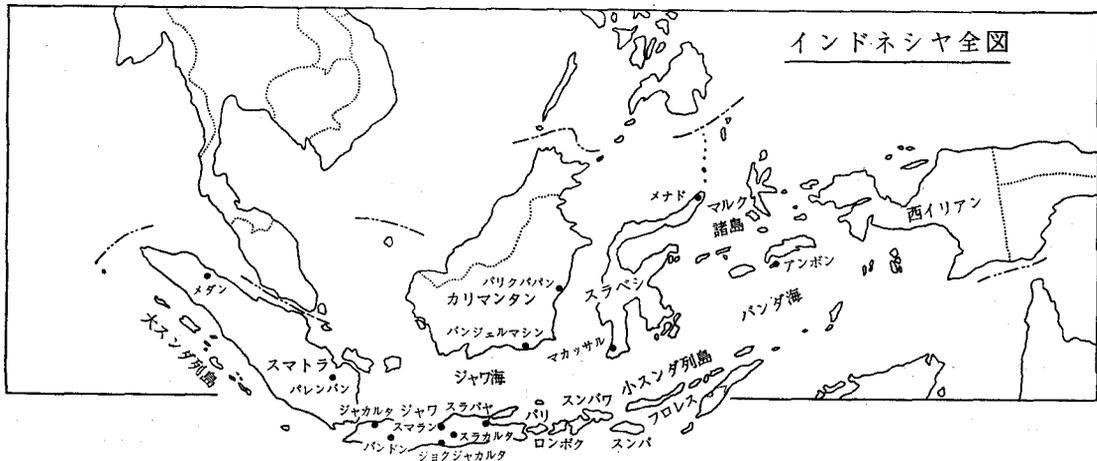 インドネシヤ全図
メナド
マルク
諸島
西イリアン
アンボン
メダン
バリクパパン
カリマンタン
スラベシ
バンダ海
大スンダ列島
バンジェルマシン
マカッサル
スマトラ
パレンバン
ジャワ海
小スンダ列島
ジャカルタ
ジャワ
スラバヤ
バリ
スンバワ
フロレス
スマラン
スラカルタ
バンドン
ジョクジャカルタ
ロンボク
スンバ